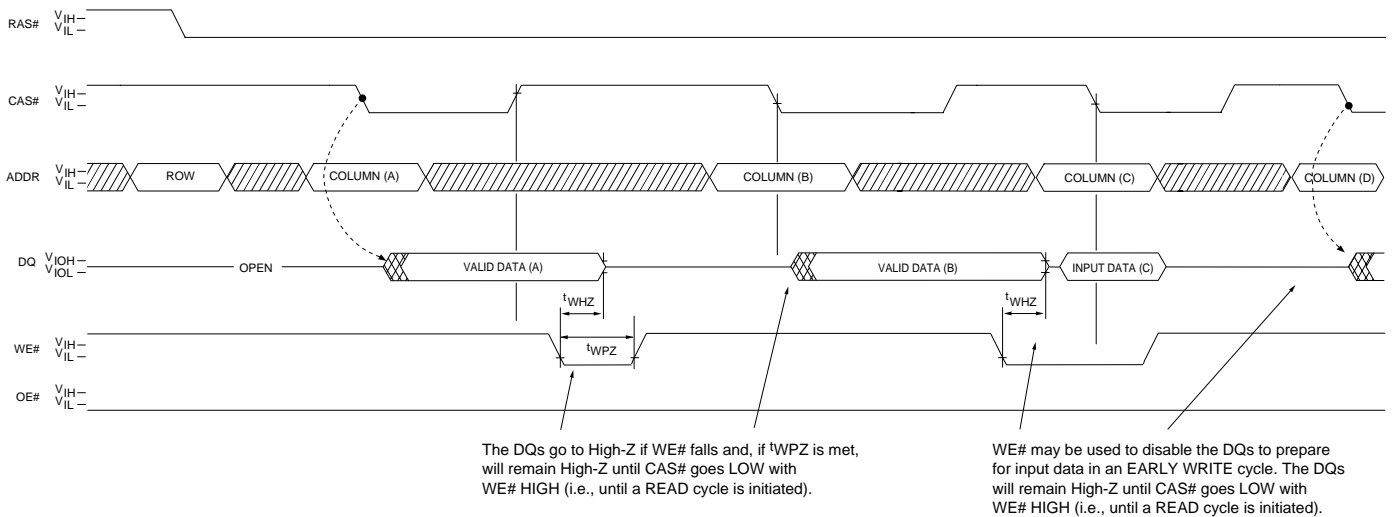 RAS# VIH VIL
CAS# VIH VIL
ADDR VIH VIL ROW COLUMN (A) COLUMN (B) COLUMN (C) COLUMN (D)
DQ VIOH VIOL OPEN VALID DATA (A) VALID DATA (B) INPUT DATA (C)
tWHZ tWHZ
WE# VIH VIL tWPZ
OE# VIH VIL
The DQs go to High-Z if WE# falls and, if tWPZ is met,
will remain High-Z until CAS# goes LOW with
WE# HIGH (i.e., until a READ cycle is initiated).
WE# may be used to disable the DQs to prepare
for input data in an EARLY WRITE cycle. The DQs
will remain High-Z until CAS# goes LOW with
WE# HIGH (i.e., until a READ cycle is initiated).